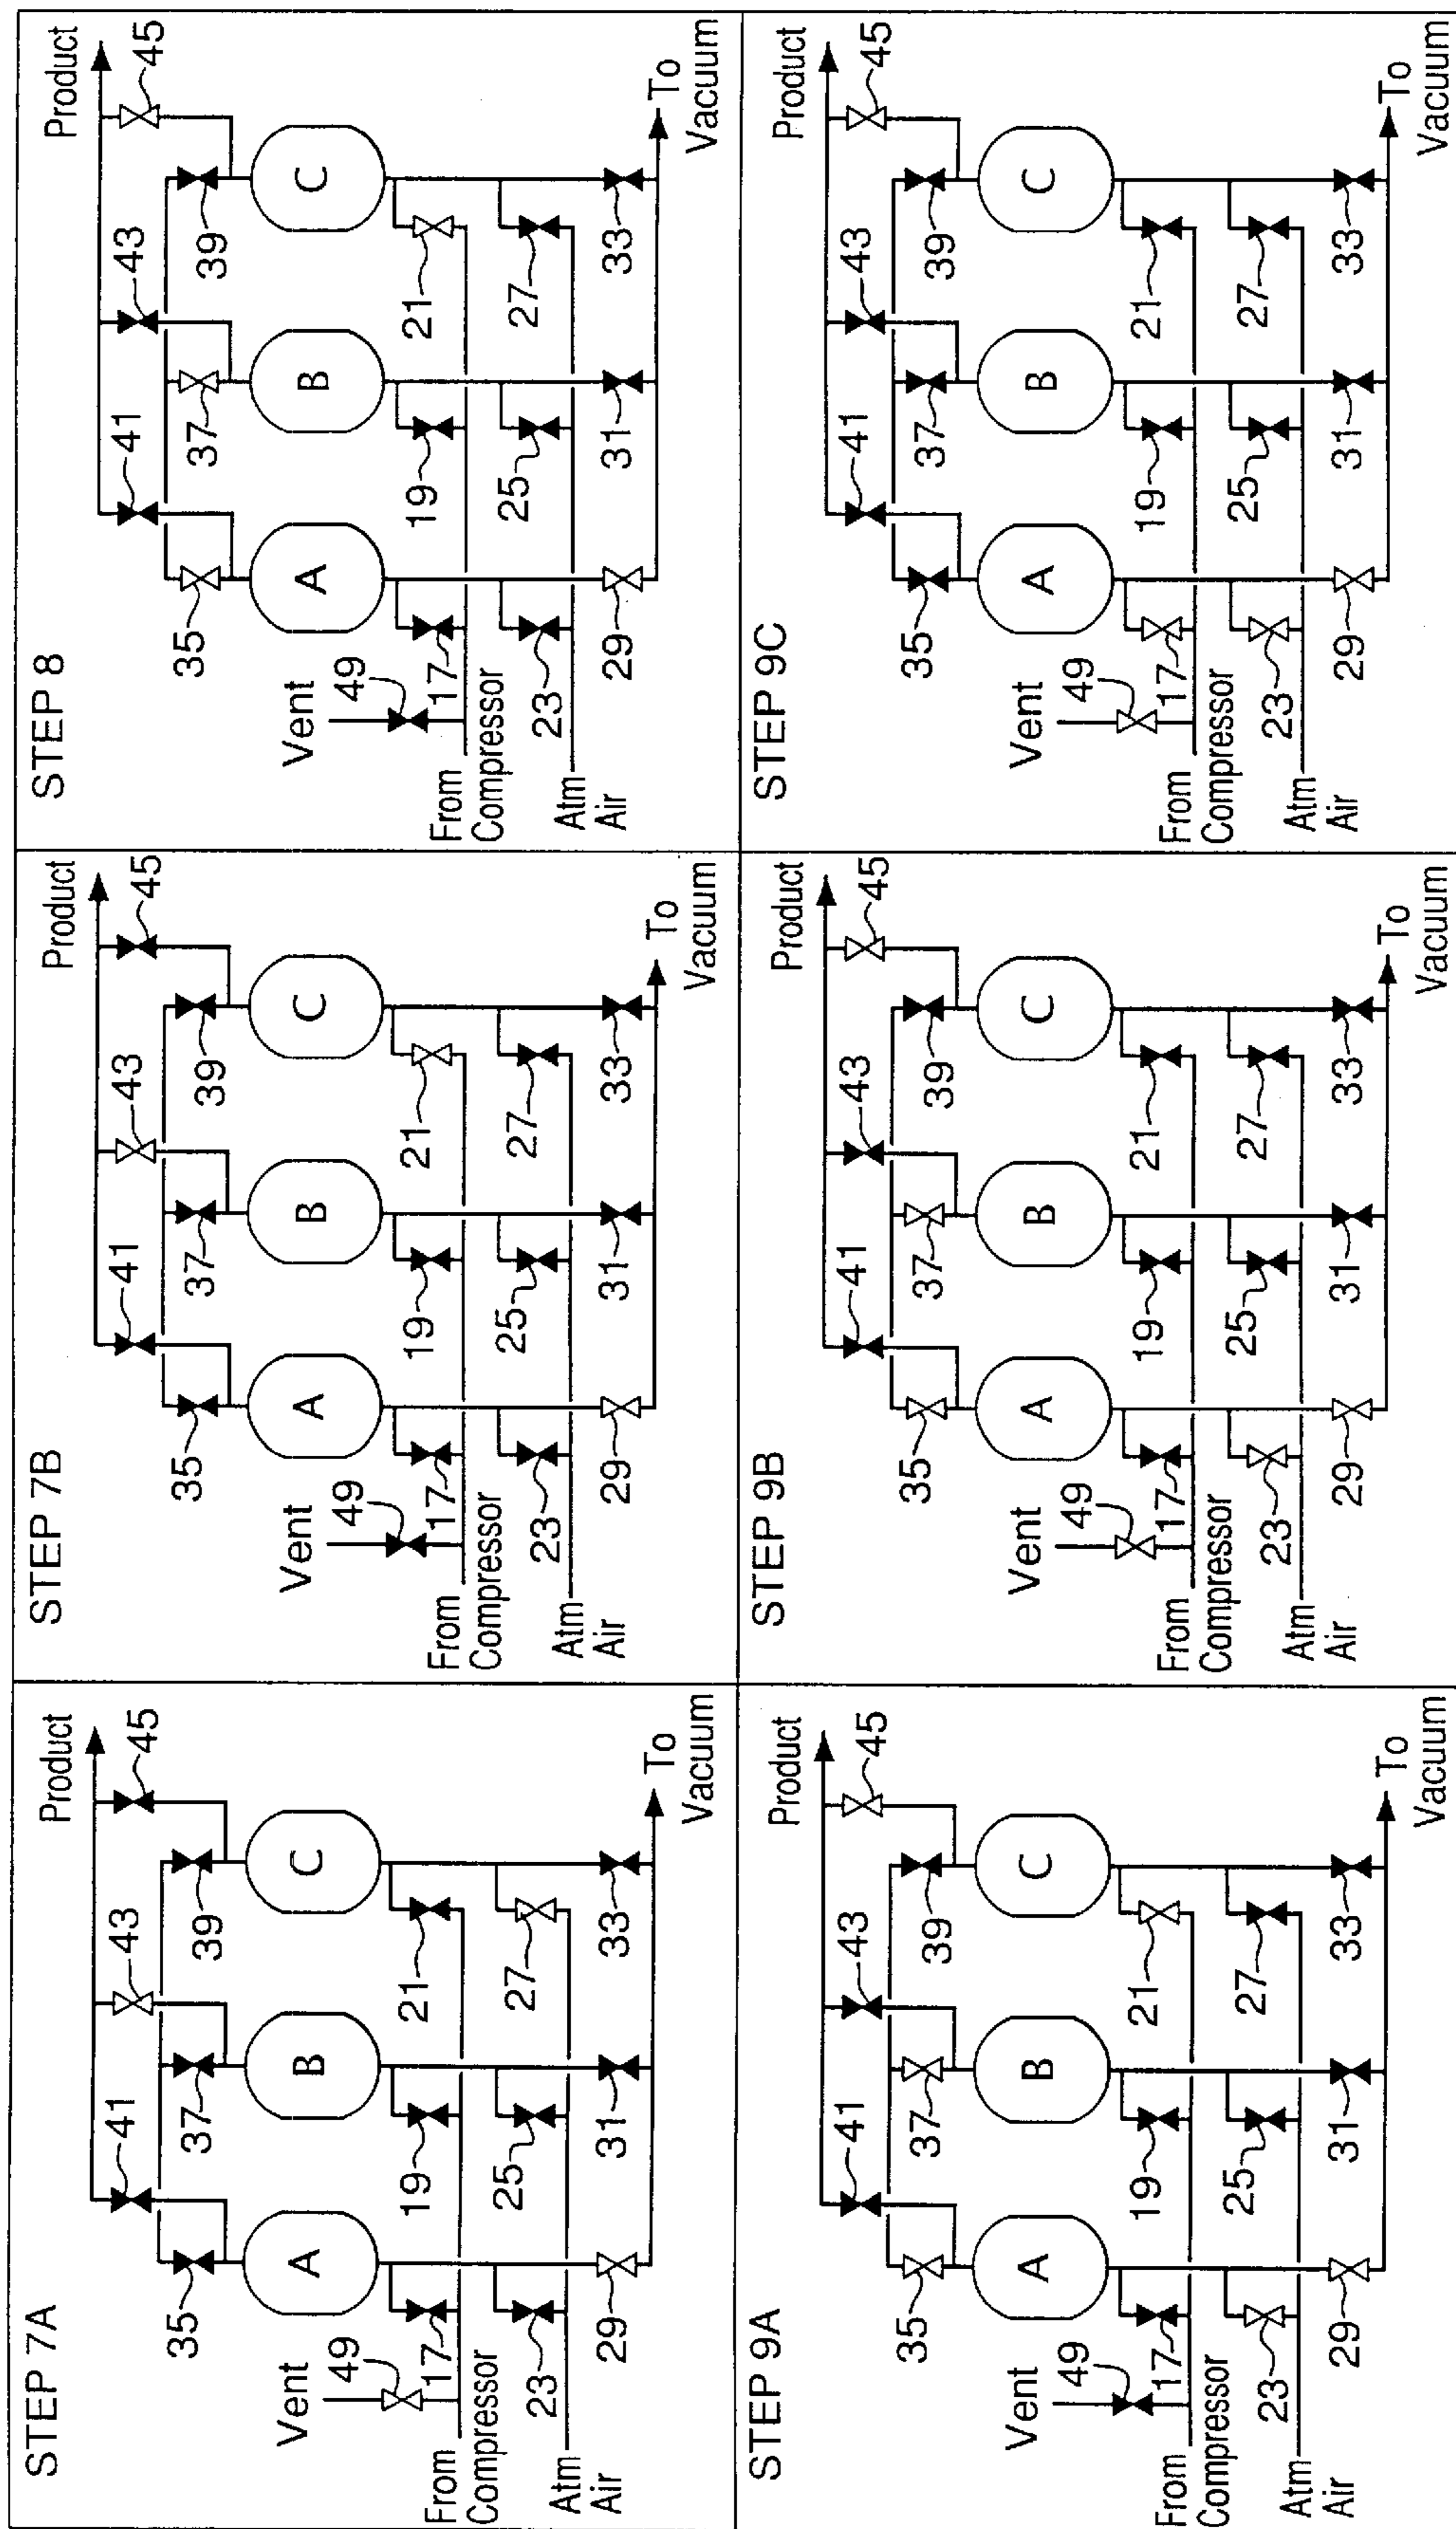 STEP 7A
Product
45
43
41
39
37
35
C
B
A
Vent
49
21
19
17
From
Compressor
27
25
23
Atm
Air
33
31
29
To
Vacuum
STEP 7B
Product
45
43
41
39
37
35
C
B
A
Vent
49
21
19
17
From
Compressor
27
25
23
Atm
Air
33
31
29
To
Vacuum
STEP 8
Product
45
43
41
39
37
35
C
B
A
Vent
49
21
19
17
From
Compressor
27
25
23
Atm
Air
33
31
29
To
Vacuum
STEP 9A
Product
45
43
41
39
37
35
C
B
A
Vent
49
21
19
17
From
Compressor
27
25
23
Atm
Air
33
31
29
To
Vacuum
STEP 9B
Product
45
43
41
39
37
35
C
B
A
Vent
49
21
19
17
From
Compressor
27
25
23
Atm
Air
33
31
29
To
Vacuum
STEP 9C
Product
45
43
41
39
37
35
C
B
A
Vent
49
21
19
17
From
Compressor
27
25
23
Atm
Air
33
31
29
To
Vacuum